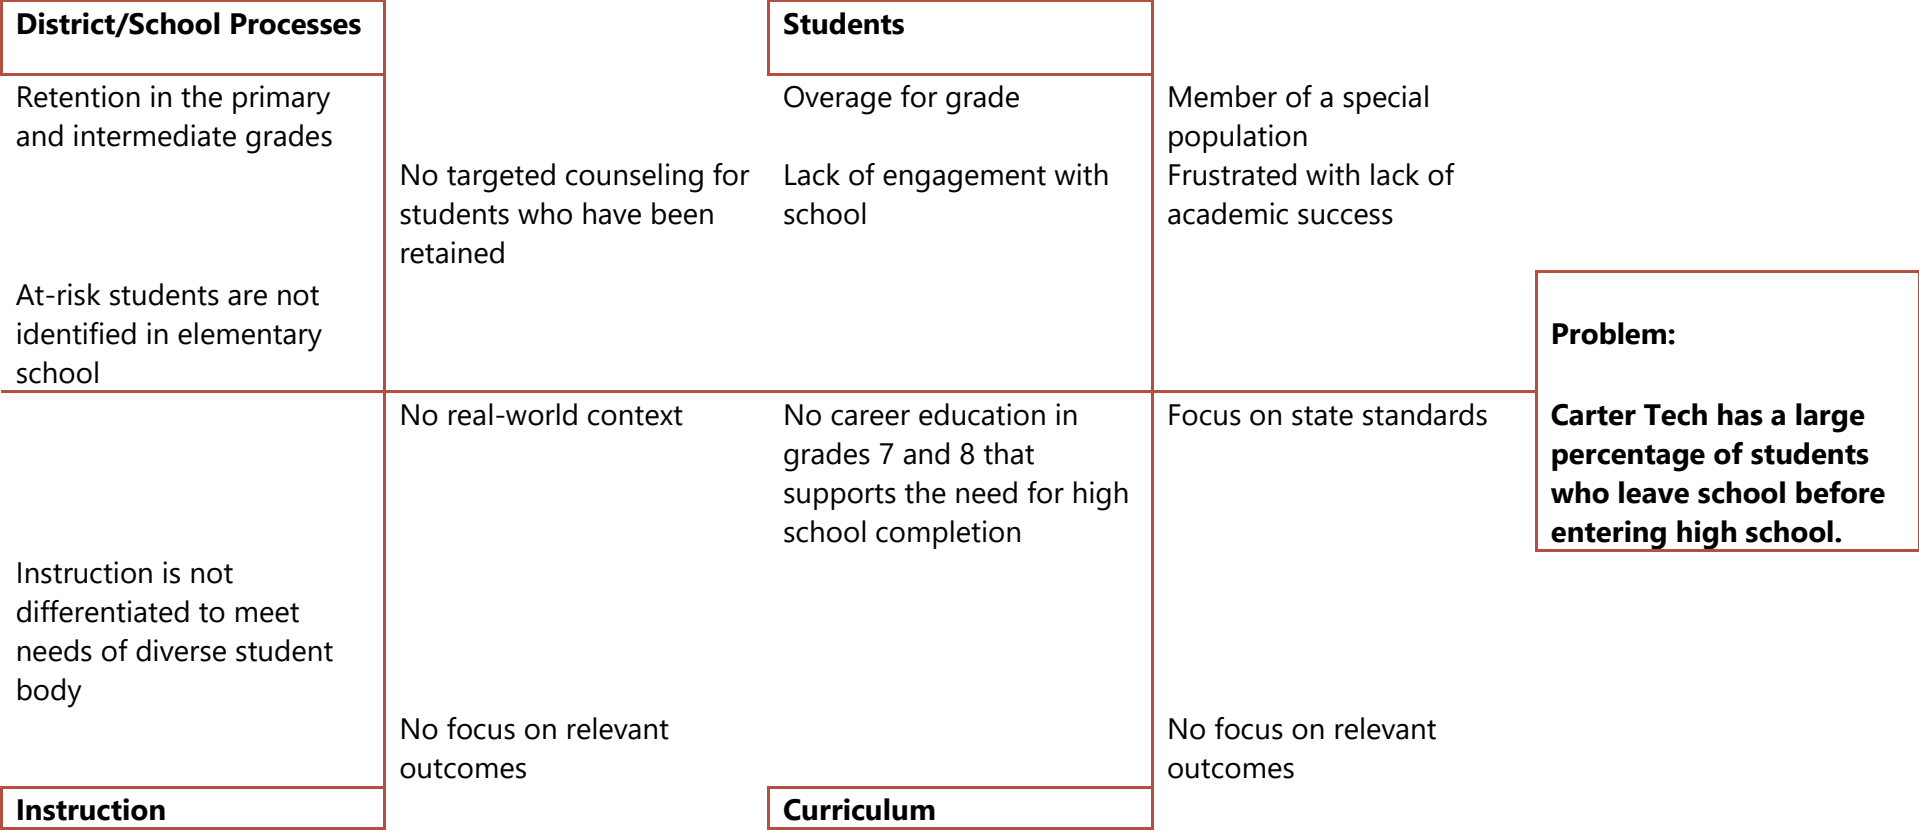 District/School Processes
Students
Retention in the primary
and intermediate grades
Overage for grade
Member of a special
population
No targeted counseling for
students who have been
retained
Lack of engagement with
school
Frustrated with lack of
academic success
At-risk students are not
identified in elementary
school
Problem:
Carter Tech has a large
percentage of students
who leave school before
entering high school.
No real-world context
No career education in
grades 7 and 8 that
supports the need for high
school completion
Focus on state standards
Instruction is not
differentiated to meet
needs of diverse student
body
No focus on relevant
outcomes
No focus on relevant
outcomes
Instruction
Curriculum